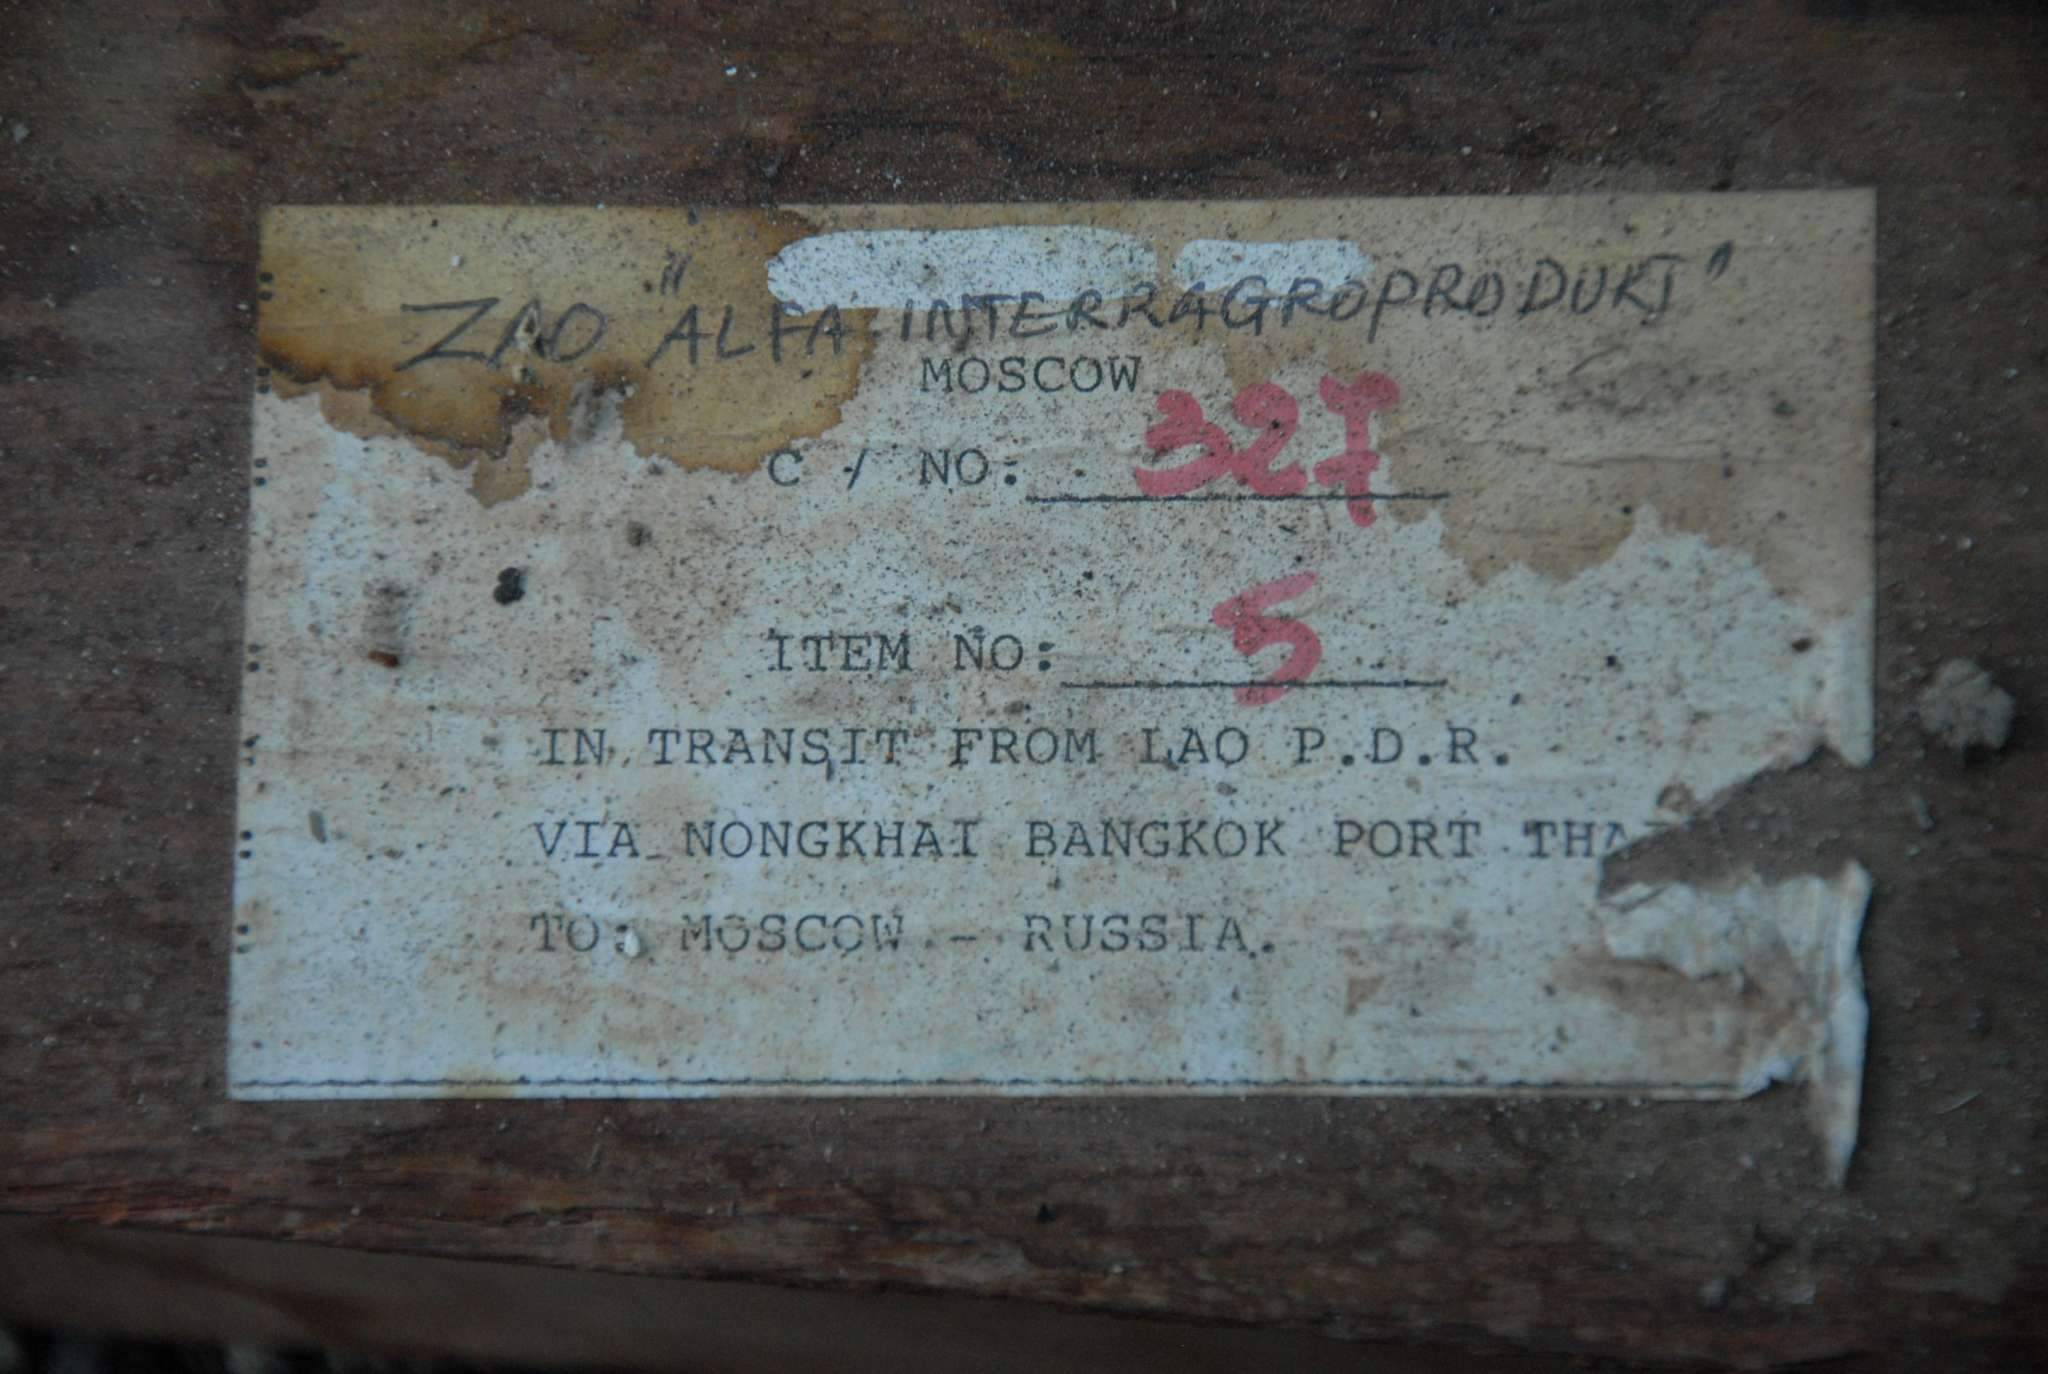 ZAO "ALFA-INTERRAGROPRODUKT"
MOSCOW
C / NO: 327
ITEM NO: 5
IN TRANSIT FROM LAO P.D.R.
VIA NONGKHAI BANGKOK PORT THA
TO: MOSCOW - RUSSIA.